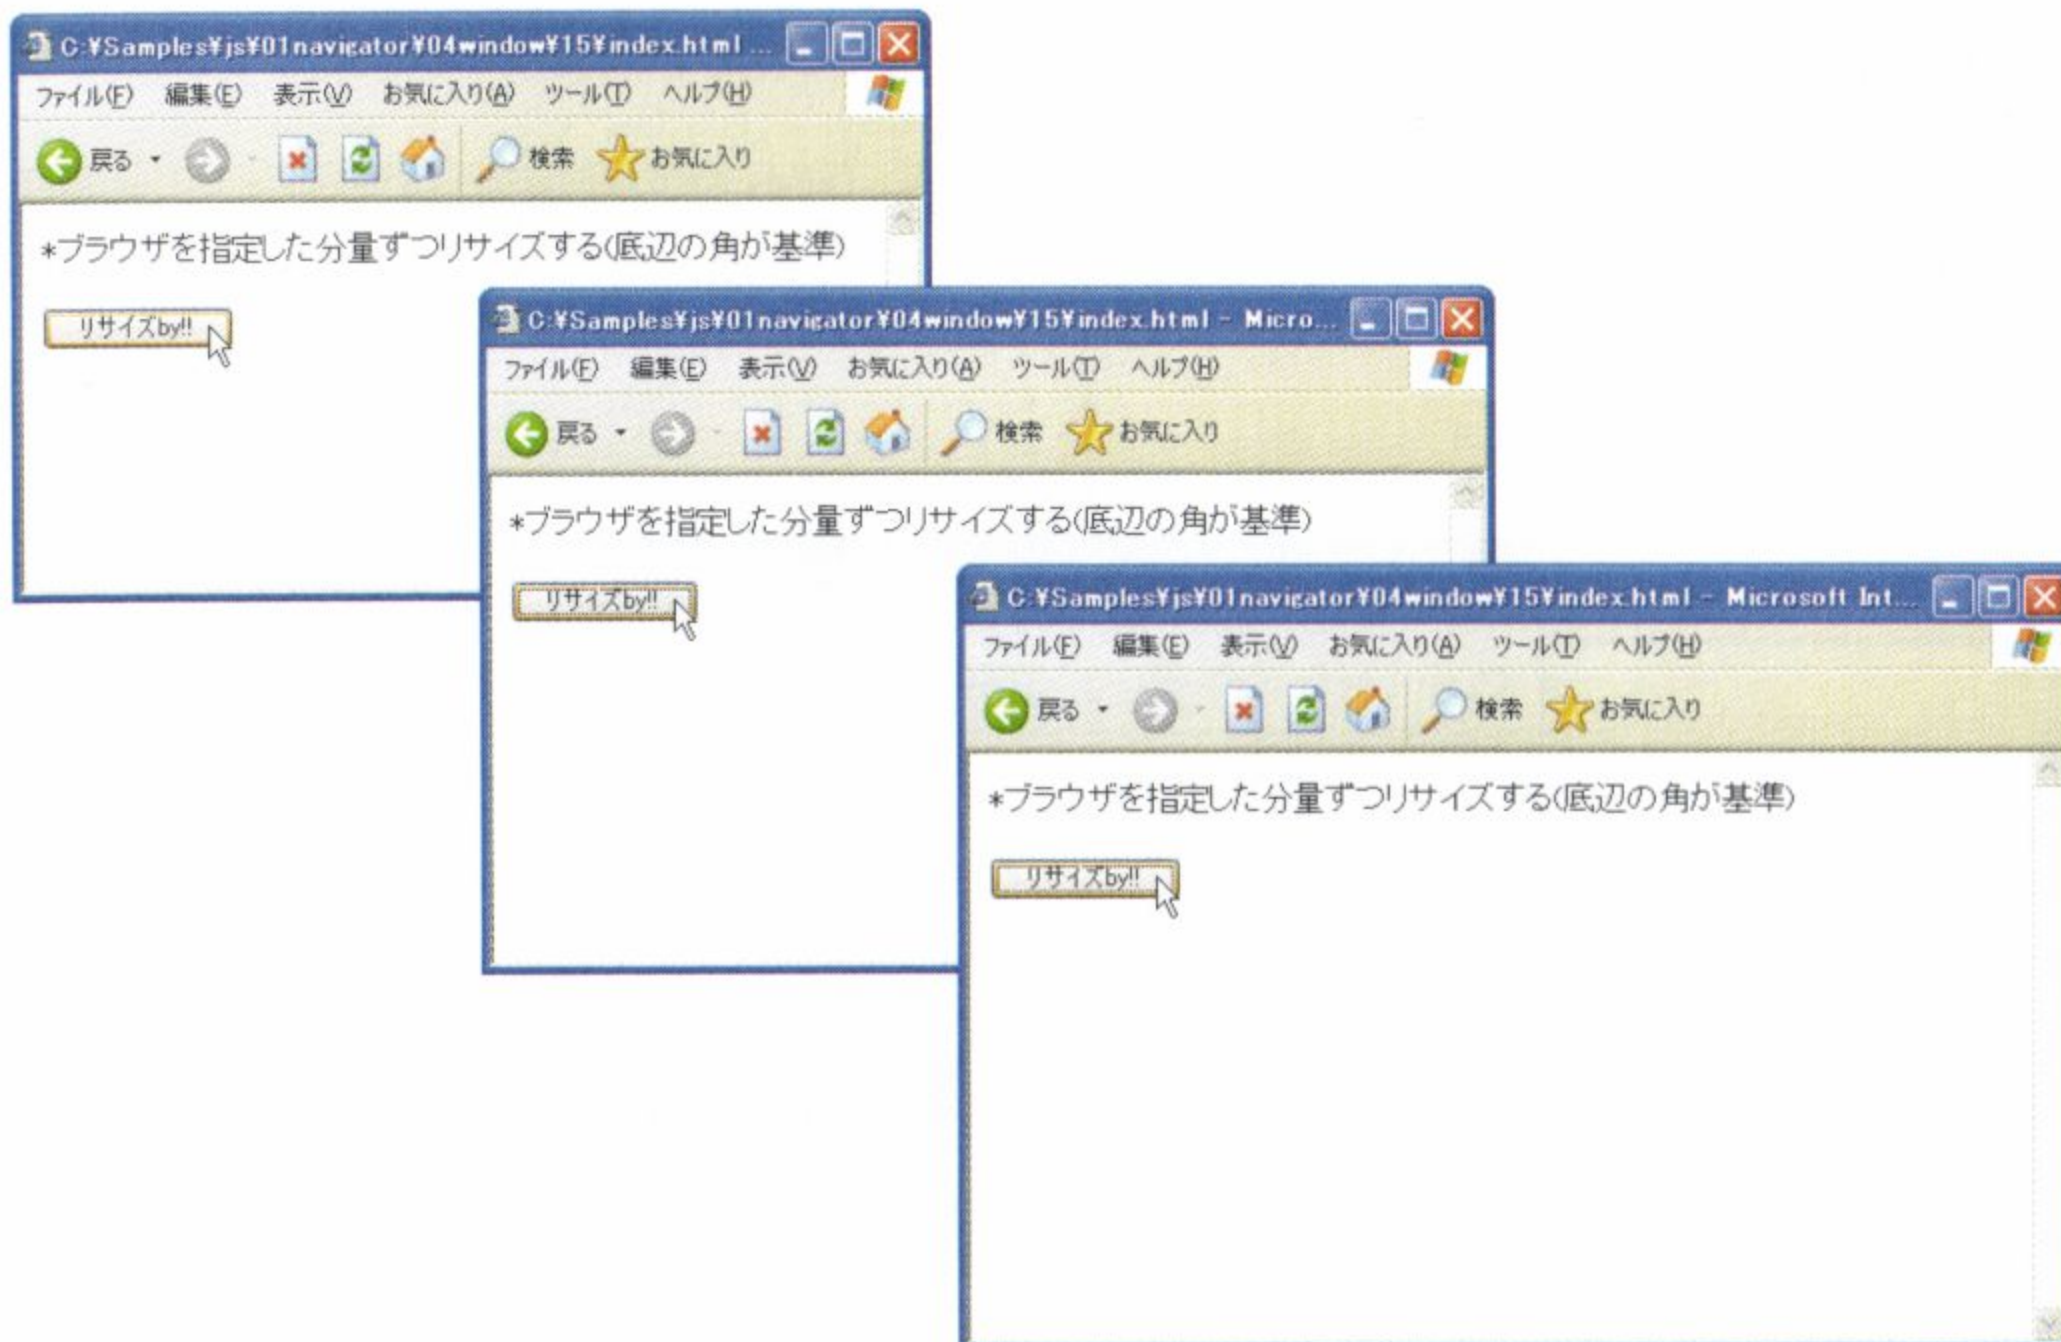 C:¥Samples¥js¥01navigator¥04window¥15¥index.html ...
ファイル(F) 編集(E) 表示(V) お気に入り(A) ツール(T) ヘルプ(H)
戻る 検索 お気に入り
*ブラウザを指定した分量ずつリサイズする(底辺の角が基準)
リサイズby!!
C:¥Samples¥js¥01navigator¥04window¥15¥index.html - Micro...
ファイル(F) 編集(E) 表示(V) お気に入り(A) ツール(T) ヘルプ(H)
戻る 検索 お気に入り
*ブラウザを指定した分量ずつリサイズする(底辺の角が基準)
リサイズby!!
C:¥Samples¥js¥01navigator¥04window¥15¥index.html - Microsoft Int...
ファイル(F) 編集(E) 表示(V) お気に入り(A) ツール(T) ヘルプ(H)
戻る 検索 お気に入り
*ブラウザを指定した分量ずつリサイズする(底辺の角が基準)
リサイズby!!